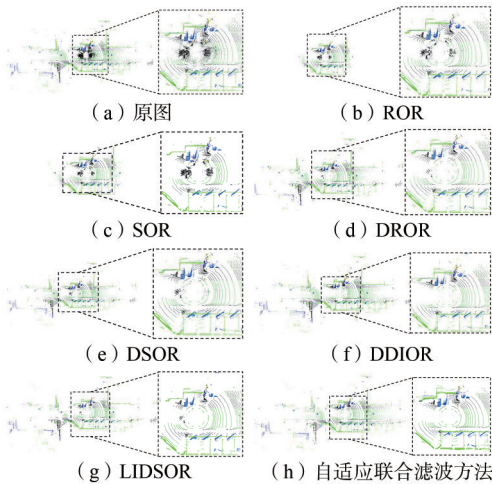 (a)原图
(b)ROR
(c)SOR
(d)DROR
(e)DSOR
(f)DDIOR
(g)LIDSOR
(h)自适应联合滤波方法